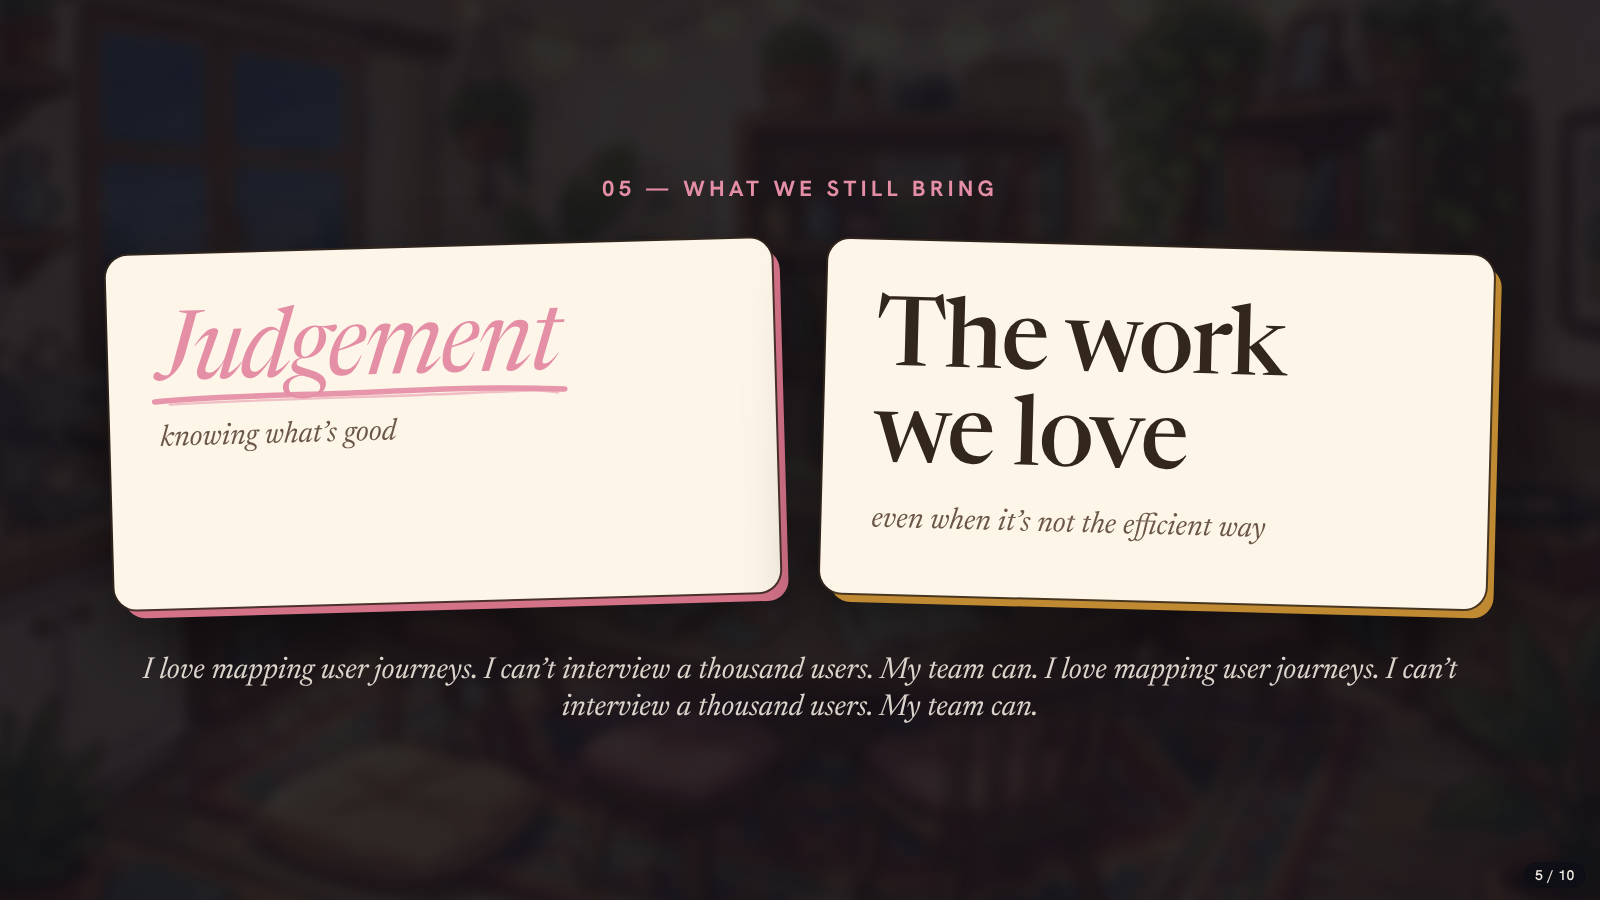 05 — WHAT WE STILL BRING
Judgement
knowing what’s good
The work
we love
even when it’s not the efficient way
I love mapping user journeys. I can’t interview a thousand users. My team can. I love mapping user journeys. I can’t
interview a thousand users. My team can.
5 / 10